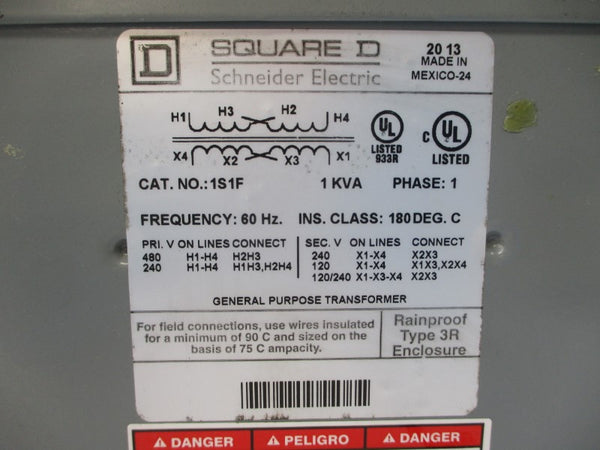 D SQUARE D
Schneider Electric
20 13
MADE IN
MEXICO-24
H1 H3 H2 H4
X4 X2 X3 X1
UL
LISTED
933R
C UL
LISTED
CAT. NO.:1S1F 1 KVA PHASE: 1
FREQUENCY: 60 Hz. INS. CLASS: 180 DEG. C
PRI. V ON LINES CONNECT
480 H1-H4 H2H3
240 H1-H4 H1H3,H2H4
SEC. V ON LINES CONNECT
240 X1-X4 X2X3
120 X1-X4 X1X3,X2X4
120/240 X1-X3-X4 X2X3
GENERAL PURPOSE TRANSFORMER
For field connections, use wires insulated
for a minimum of 90 C and sized on the
basis of 75 C ampacity.
Rainproof
Type 3R
Enclosure
DANGER PELIGRO DANGER